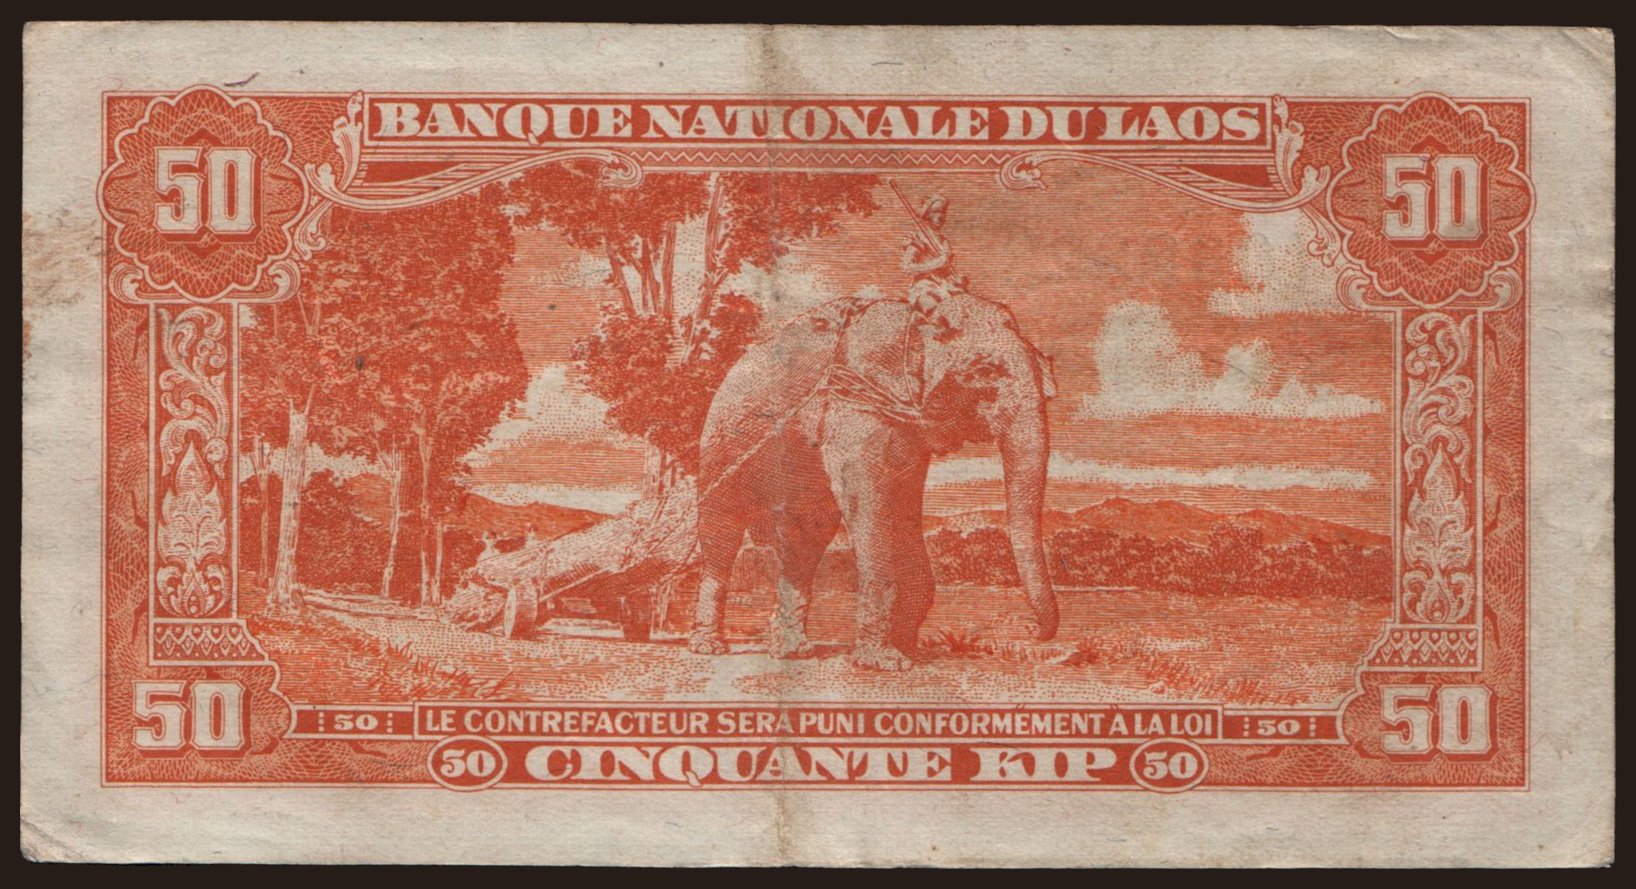 BANQUE NATIONALE DU LAOS
50 50
50 LE CONTREFACTEUR SERA PUNI CONFORMÉMENT À LA LOI 50
50 50
50 CINQUANTE KIP 50